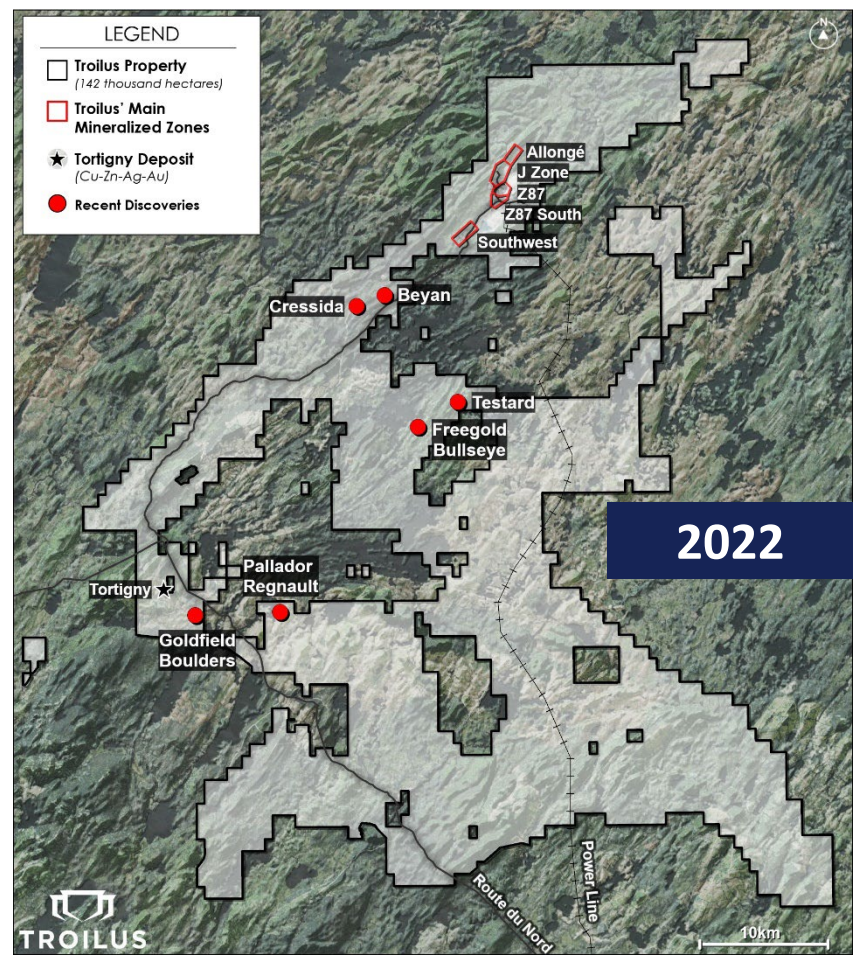 LEGEND
Troilus Property
(142 thousand hectares)
Troilus' Main
Mineralized Zones
Tortigny Deposit
(Cu-Zn-Ag-Au)
Recent Discoveries
N
Allongé
J Zone
Z87
Z87 South
Southwest
Cressida
Beyan
Testard
Freegold
Bullseye
2022
Pallador
Regnault
Tortigny
Goldfield
Boulders
Route du Nord
Power Line
10km
TROILUS